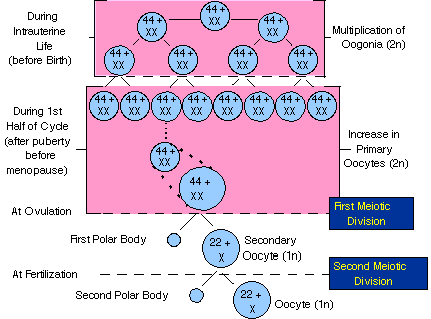 During
Intrauterine
Life
(before Birth)
44 +
XX
44 +
XX
44 +
XX
44 +
XX
44 +
XX
44 +
XX
44 +
XX
Multiplication of
Oogonia (2n)
44 +
XX
44 +
XX
44 +
XX
44 +
XX
44 +
XX
44 +
XX
44 +
XX
44 +
XX
During 1st
Half of Cycle
(after puberty
before
menopause)
44 +
XX
44 +
XX
Increase in
Primary
Oocytes (2n)
At Ovulation
First Meiotic
Division
First Polar Body
22 +
X
Secondary
Oocyte (1n)
At Fertilization
Second Meiotic
Division
Second Polar Body
22 +
X
Oocyte (1n)